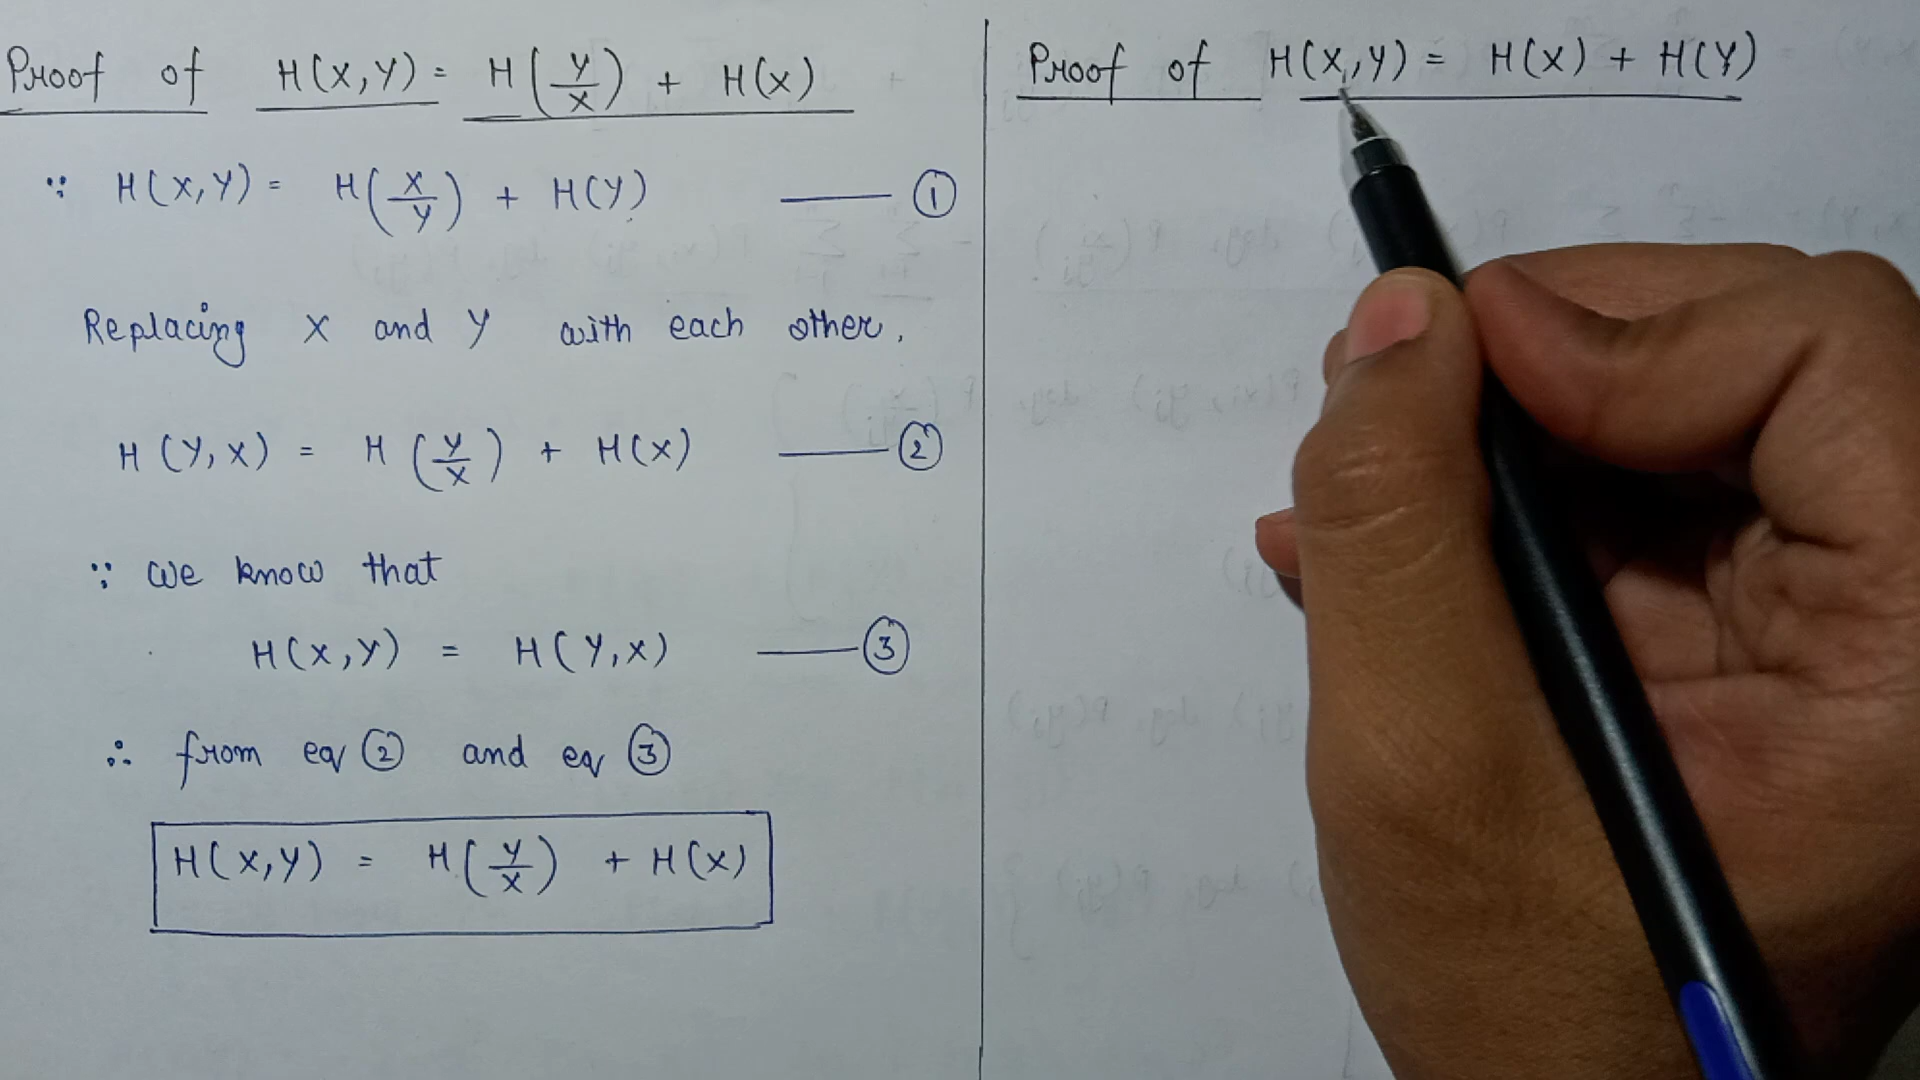 Proof of H(X,Y) = H(Y/X) + H(X)
∵ H(X,Y) = H(X/Y) + H(Y) —— ①
Replacing X and Y with each other,
H(Y,X) = H(Y/X) + H(X) —— ②
∵ we know that
H(X,Y) = H(Y,X) —— ③
∴ from eq ② and eq ③
H(X,Y) = H(Y/X) + H(X)
Proof of H(X,Y) = H(X) + H(Y)